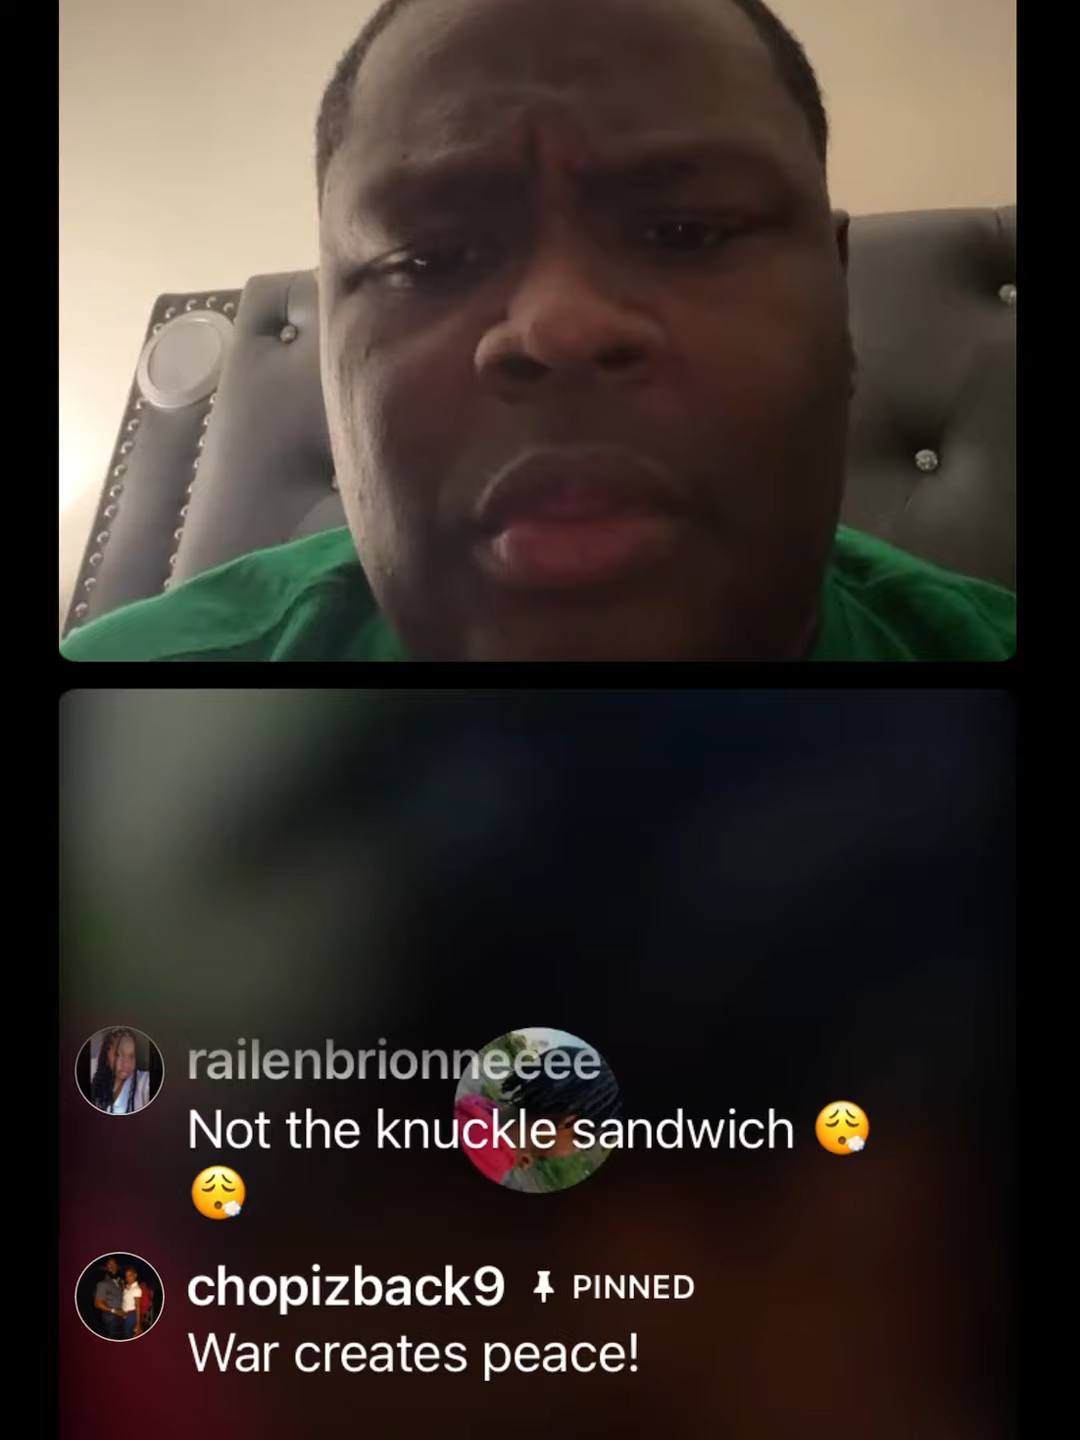 railenbrionneeee
Not the knuckle sandwich 😮‍💨
😮‍💨
chopizback9 📌 PINNED
War creates peace!